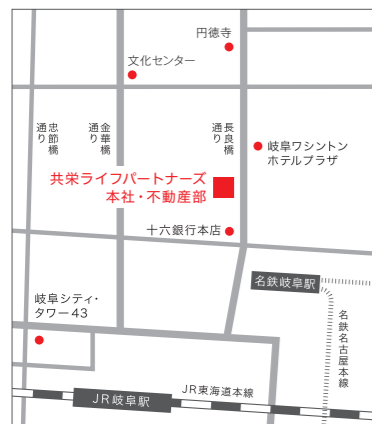 円徳寺
文化センター
忠節橋
通り
金華橋
通り
長良橋
通り
岐阜ワシントン
ホテルプラザ
共栄ライフパートナーズ
本社・不動産部
十六銀行本店
名鉄岐阜駅
岐阜シティ・
タワー43
名鉄名古屋本線
JR東海道本線
JR岐阜駅